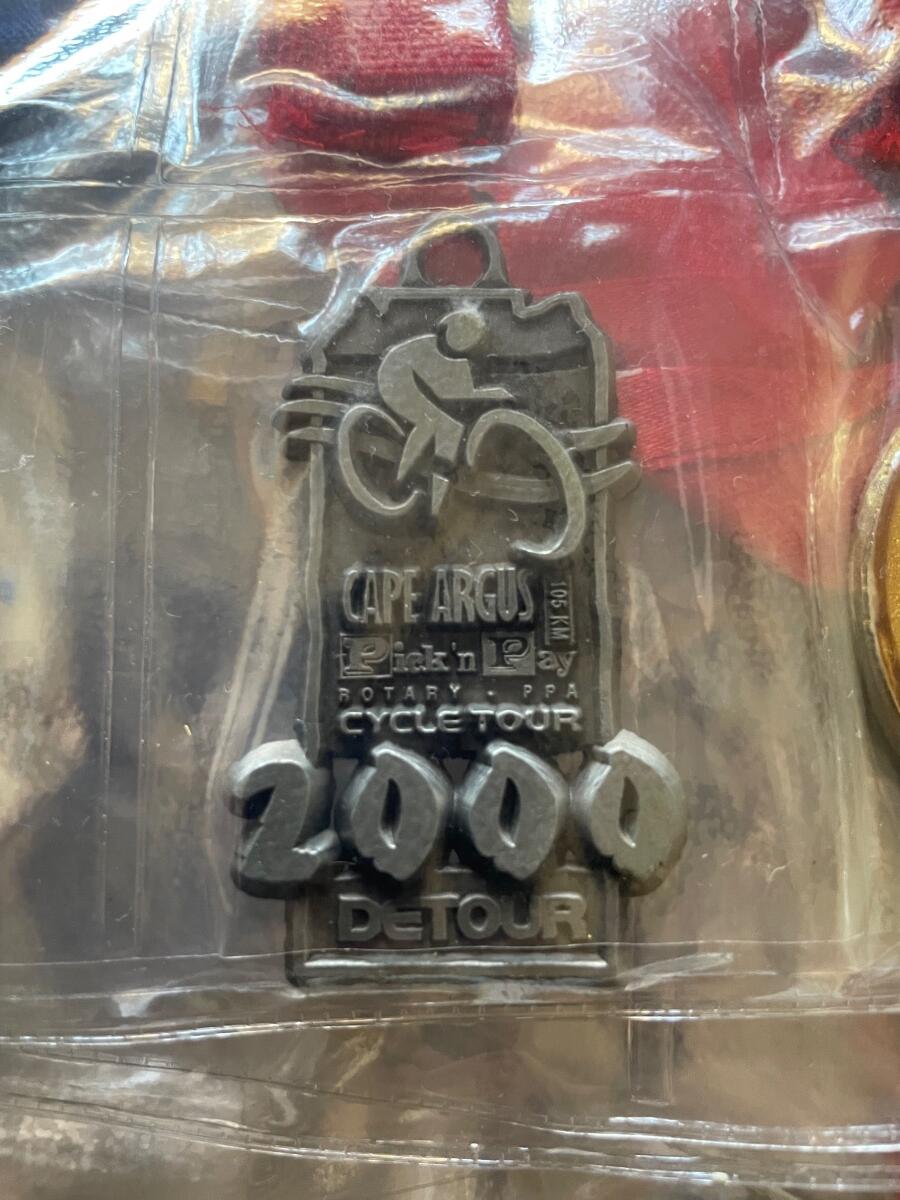 CAPE ARGUS
105 KM
Pick'n Pay
ROTARY - PPA
CYCLE TOUR
2000
DETOUR